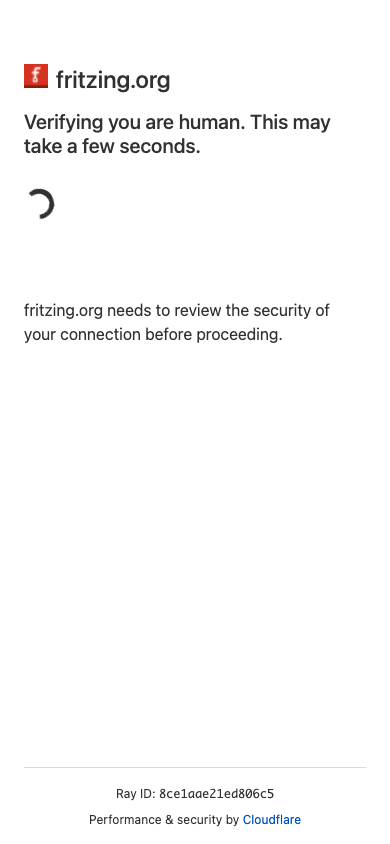 fritzing.org
Verifying you are human. This may
take a few seconds.
fritzing.org needs to review the security of
your connection before proceeding.
Ray ID: 8ce1aae21ed806c5
Performance & security by Cloudflare